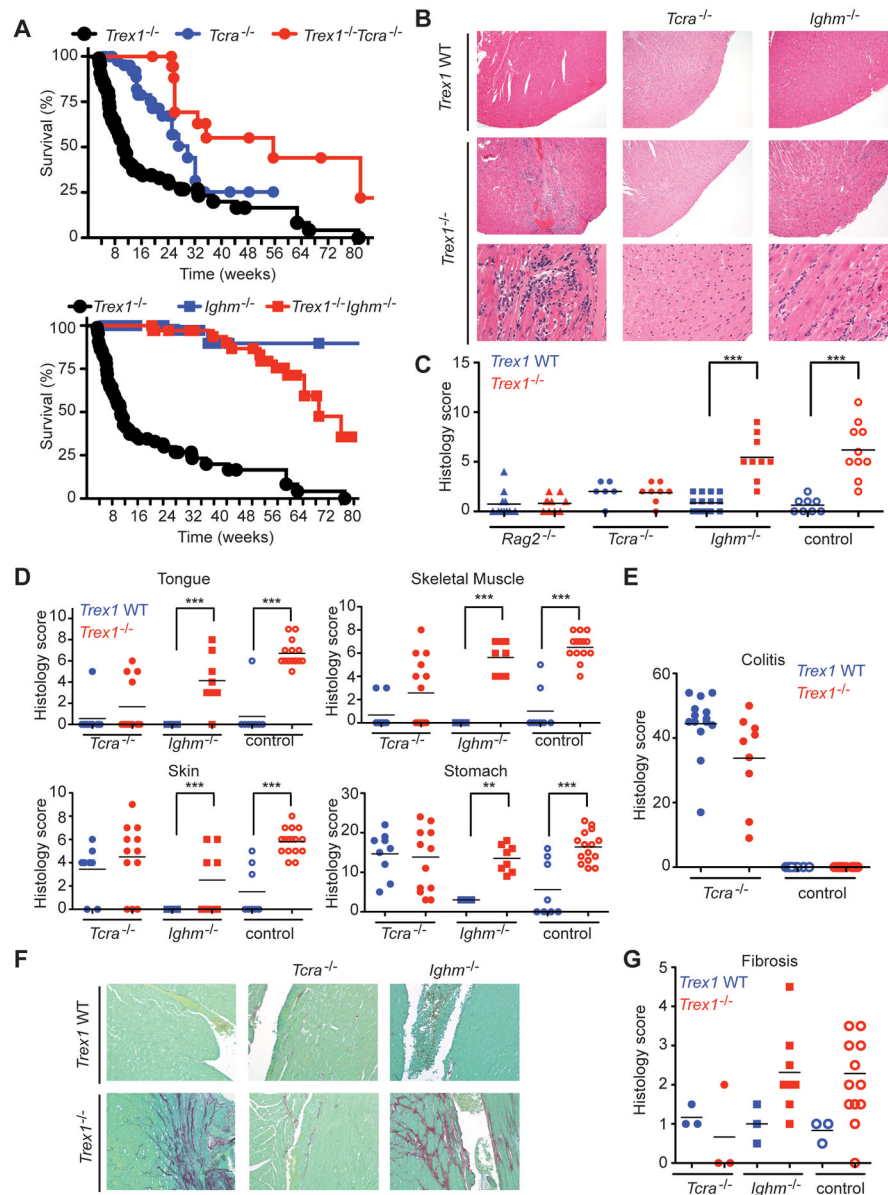 A
Trex1-/- Tcra-/- Trex1-/-Tcra-/-
100
75
50
25
0
Survival (%)
8 16 24 32 40 48 56 64 72 80
Time (weeks)
Trex1-/- Ighm-/- Trex1-/-Ighm-/-
100
75
50
25
0
Survival (%)
8 16 24 32 40 48 56 64 72 80
Time (weeks)
B
Tcra-/- Ighm-/-
Trex1 WT
Trex1-/-
C
Trex1 WT
Trex1-/-
*** ***
15
10
5
0
Histology score
Rag2-/- Tcra-/- Ighm-/- control
D
Tongue
Trex1 WT
Trex1-/-
*** ***
10
8
6
4
2
0
Histology score
Tcra-/- Ighm-/- control
Skeletal Muscle
*** ***
10
8
6
4
2
0
Histology score
Tcra-/- Ighm-/- control
Skin
*** ***
10
8
6
4
2
0
Histology score
Tcra-/- Ighm-/- control
Stomach
** ***
30
20
10
0
Histology score
Tcra-/- Ighm-/- control
E
Colitis
Trex1 WT
Trex1-/-
60
40
20
0
Histology score
Tcra-/- control
F
Tcra-/- Ighm-/-
Trex1 WT
Trex1-/-
G
Fibrosis
Trex1 WT
Trex1-/-
5
4
3
2
1
0
Histology score
Tcra-/- Ighm-/- control